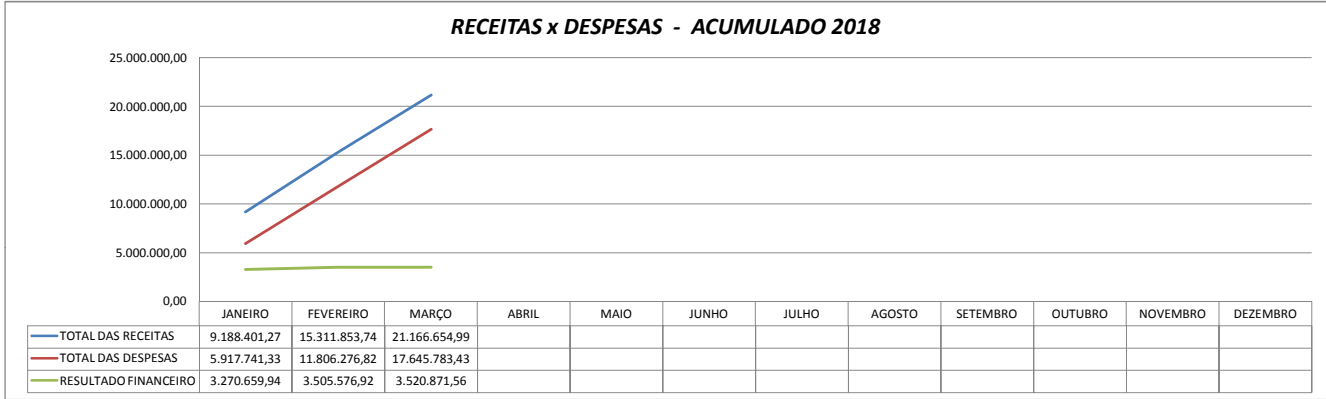 RECEITAS x DESPESAS - ACUMULADO 2018
25.000.000,00
20.000.000,00
15.000.000,00
10.000.000,00
5.000.000,00
0,00
JANEIRO FEVEREIRO MARÇO ABRIL MAIO JUNHO JULHO AGOSTO SETEMBRO OUTUBRO NOVEMBRO DEZEMBRO
TOTAL DAS RECEITAS 9.188.401,27 15.311.853,74 21.166.654,99
TOTAL DAS DESPESAS 5.917.741,33 11.806.276,82 17.645.783,43
RESULTADO FINANCEIRO 3.270.659,94 3.505.576,92 3.520.871,56